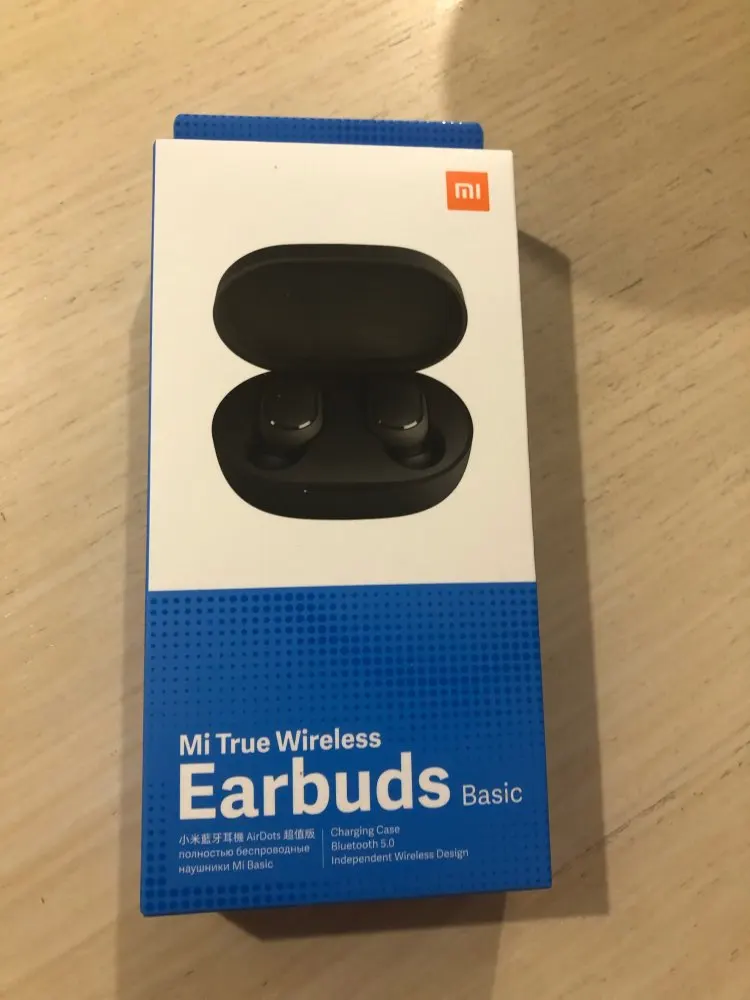 mi
Mi True Wireless
Earbuds Basic
小米藍牙耳機 AirDots 超值版
полностью беспроводные
наушники Mi Basic
Charging Case
Bluetooth 5.0
Independent Wireless Design